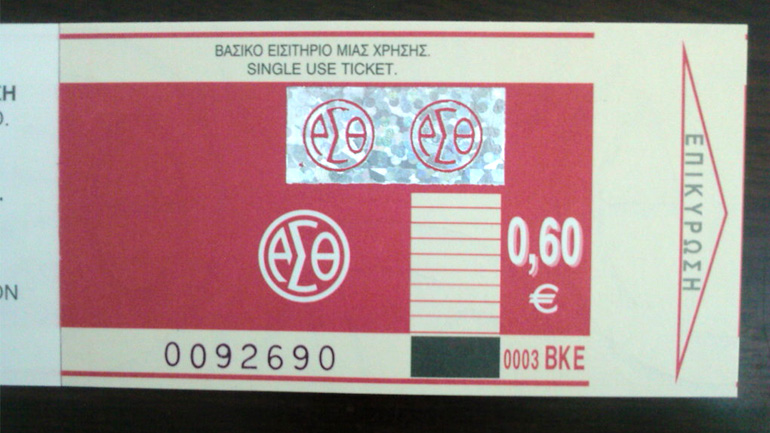 ΒΑΣΙΚΟ ΕΙΣΙΤΗΡΙΟ ΜΙΑΣ ΧΡΗΣΗΣ.
SINGLE USE TICKET.
ΑΣΘ ΑΣΘ
ΑΣΘ
0,60
€
ΕΠΙΚΥΡΩΣΗ
0092690
0003 ΒΚΕ